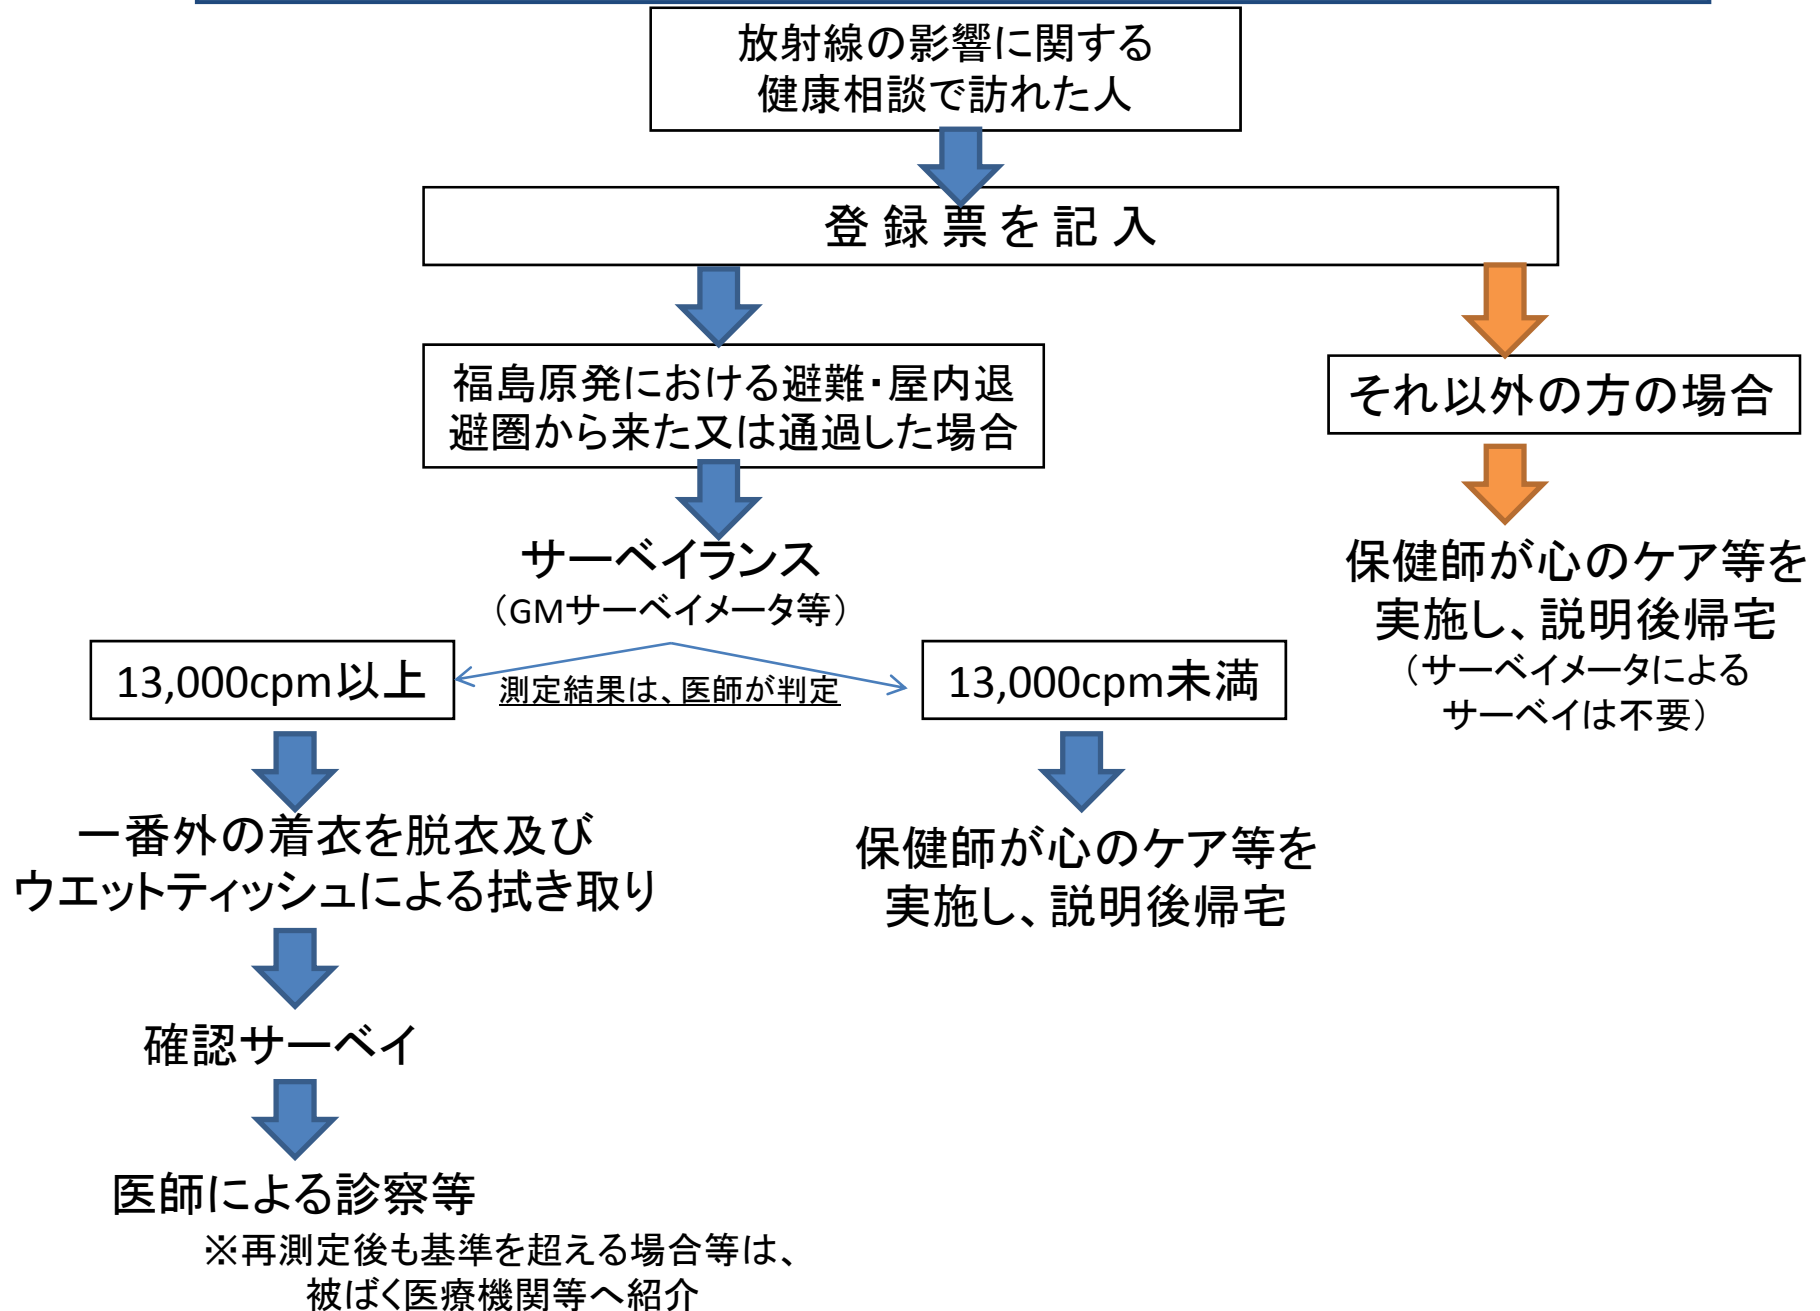 放射線の影響に関する
健康相談で訪れた人
登録票を記入
福島原発における避難・屋内退
避圏から来た又は通過した場合
それ以外の方の場合
サーベイランス
（GMサーベイメータ等）
保健師が心のケア等を
実施し、説明後帰宅
（サーベイメータによる
サーベイは不要）
13,000cpm以上
測定結果は、医師が判定
13,000cpm未満
一番外の着衣を脱衣及び
ウエットティッシュによる拭き取り
保健師が心のケア等を
実施し、説明後帰宅
確認サーベイ
医師による診察等
※再測定後も基準を超える場合等は、
被ばく医療機関等へ紹介